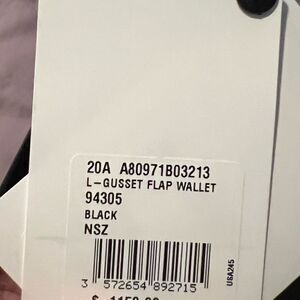 20A A80971B03213
L-GUSSET FLAP WALLET
94305
BLACK
NSZ
USA245
3 572654 892715